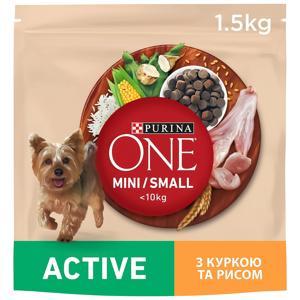 1.5kg
PURINA
ONE
MINI/SMALL
<10kg
ACTIVE
З КУРКОЮ
ТА РИСОМ